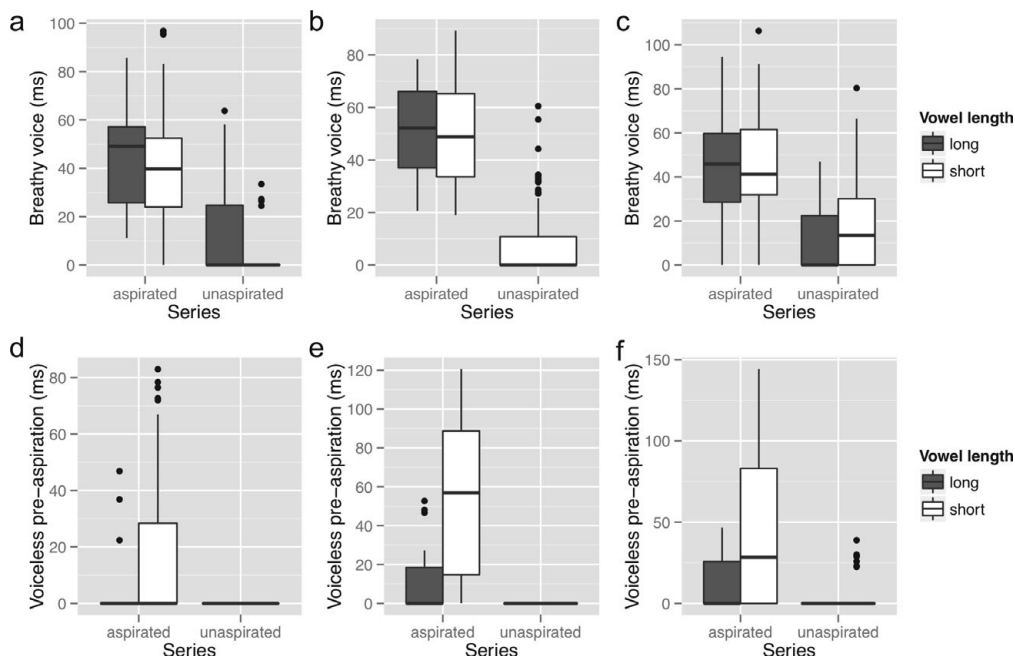 a
Breathy voice (ms)
100
80
60
40
20
0
aspirated unaspirated
Series
b
Breathy voice (ms)
80
60
40
20
0
aspirated unaspirated
Series
c
Breathy voice (ms)
100
80
60
40
20
0
aspirated unaspirated
Series
Vowel length
long
short
d
Voiceless pre−aspiration (ms)
80
60
40
20
0
aspirated unaspirated
Series
e
Voiceless pre−aspiration (ms)
120
100
80
60
40
20
0
aspirated unaspirated
Series
f
Voiceless pre−aspiration (ms)
150
100
50
0
aspirated unaspirated
Series
Vowel length
long
short